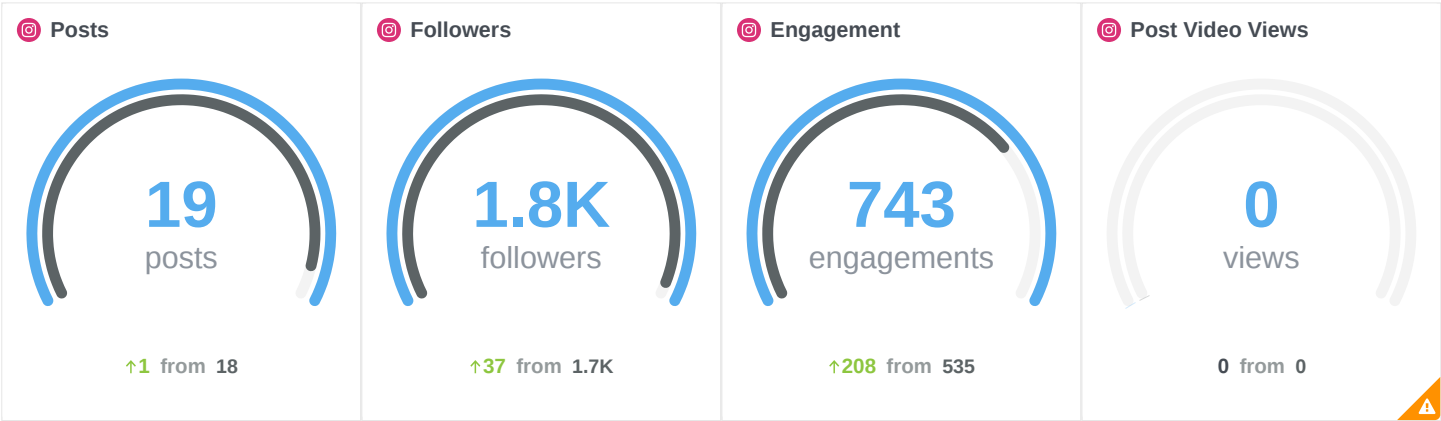 Posts
19
posts
↑1 from 18
Followers
1.8K
followers
↑37 from 1.7K
Engagement
743
engagements
↑208 from 535
Post Video Views
0
views
0 from 0